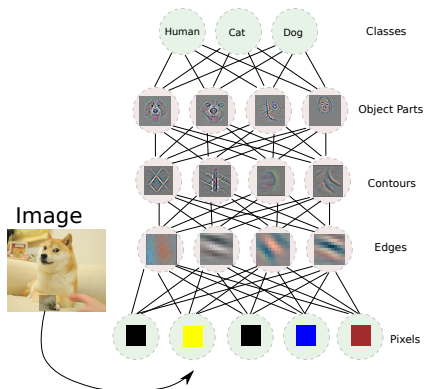 Human
Cat
Dog
Classes
Object Parts
Contours
Image
Edges
Pixels